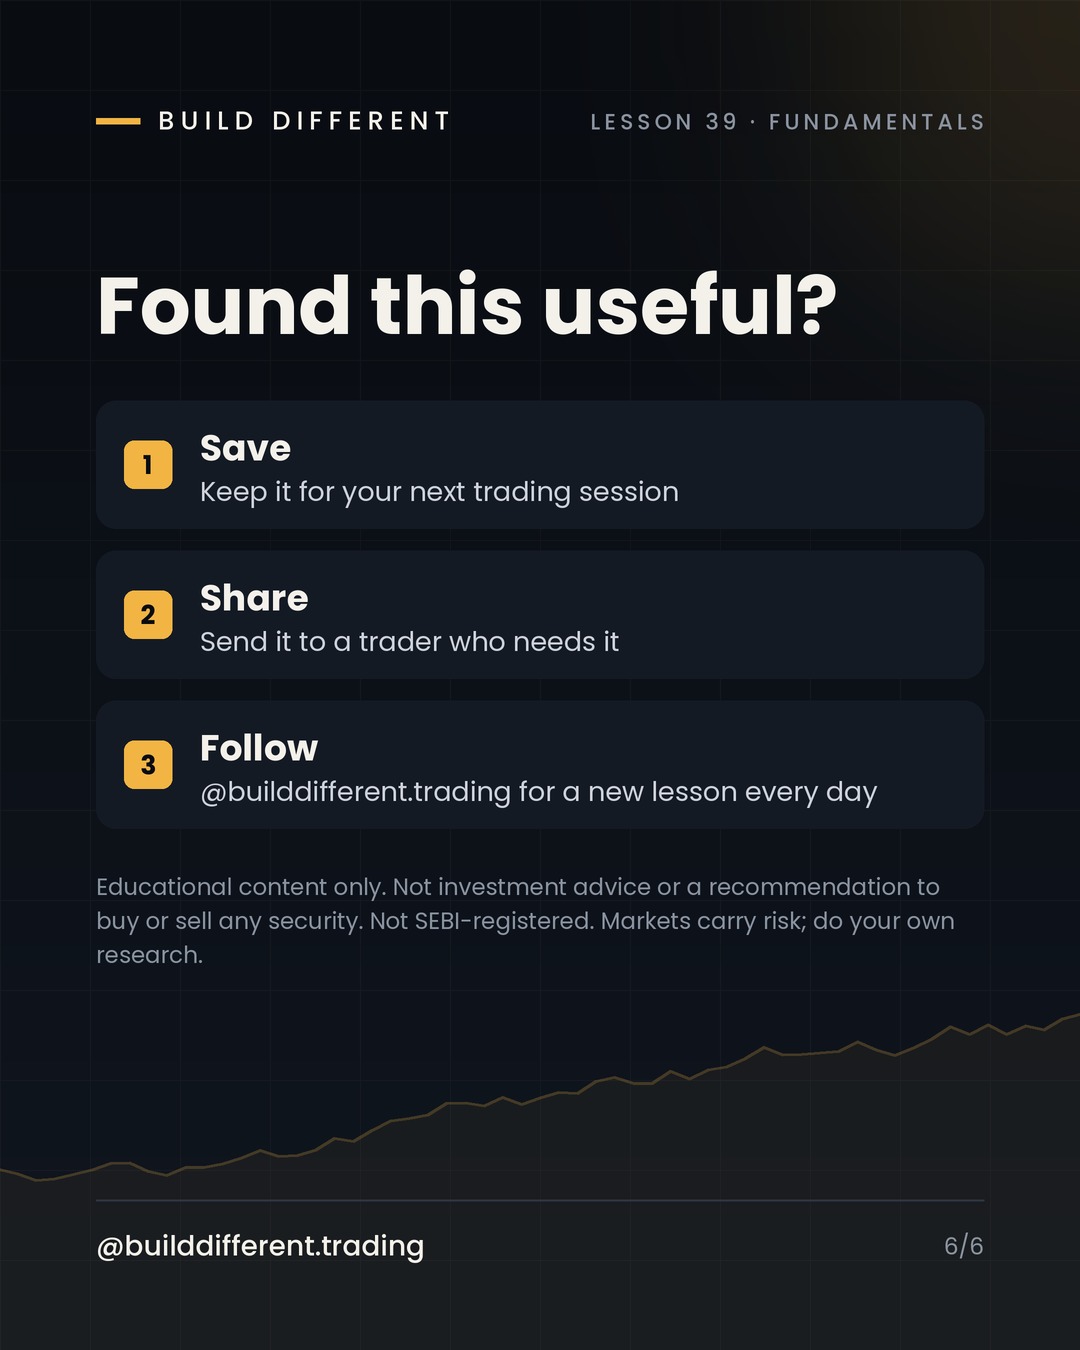 BUILD DIFFERENT
LESSON 39 · FUNDAMENTALS
Found this useful?
1
Save
Keep it for your next trading session
2
Share
Send it to a trader who needs it
3
Follow
@builddifferent.trading for a new lesson every day
Educational content only. Not investment advice or a recommendation to
buy or sell any security. Not SEBI-registered. Markets carry risk; do your own
research.
@builddifferent.trading
6/6